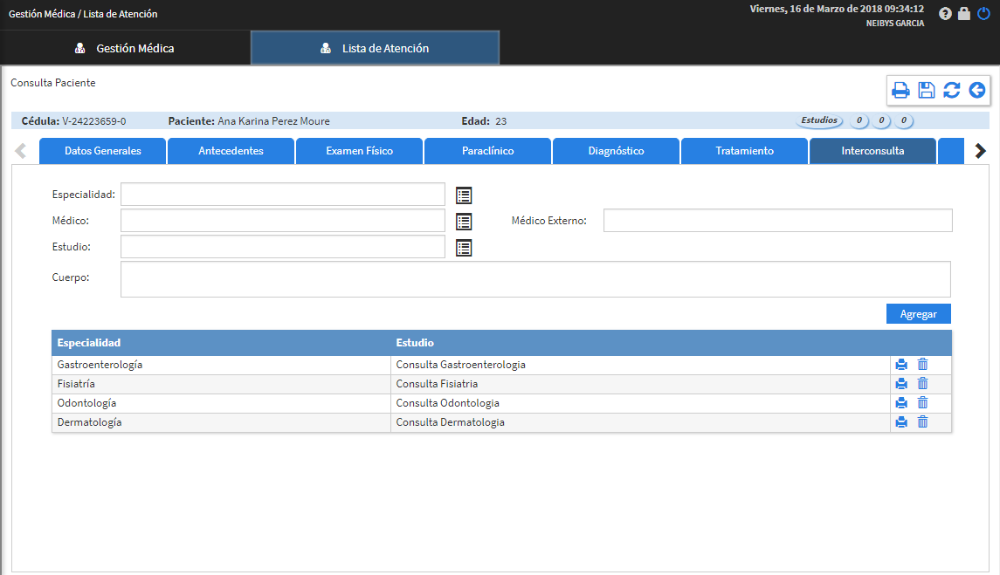 Gestión Médica / Lista de Atención
Viernes, 16 de Marzo de 2018 09:34:12
NEIBYS GARCIA
Gestión Médica
Lista de Atención
Consulta Paciente
Cédula: V-24223659-0 Paciente: Ana Karina Perez Moure Edad: 23 Estudios 0 0 0
Datos Generales Antecedentes Examen Físico Paraclínico Diagnóstico Tratamiento Interconsulta
Especialidad:
Médico: Médico Externo:
Estudio:
Cuerpo:
Agregar
Especialidad Estudio
Gastroenterología Consulta Gastroenterologia
Fisiatría Consulta Fisiatria
Odontología Consulta Odontologia
Dermatología Consulta Dermatologia